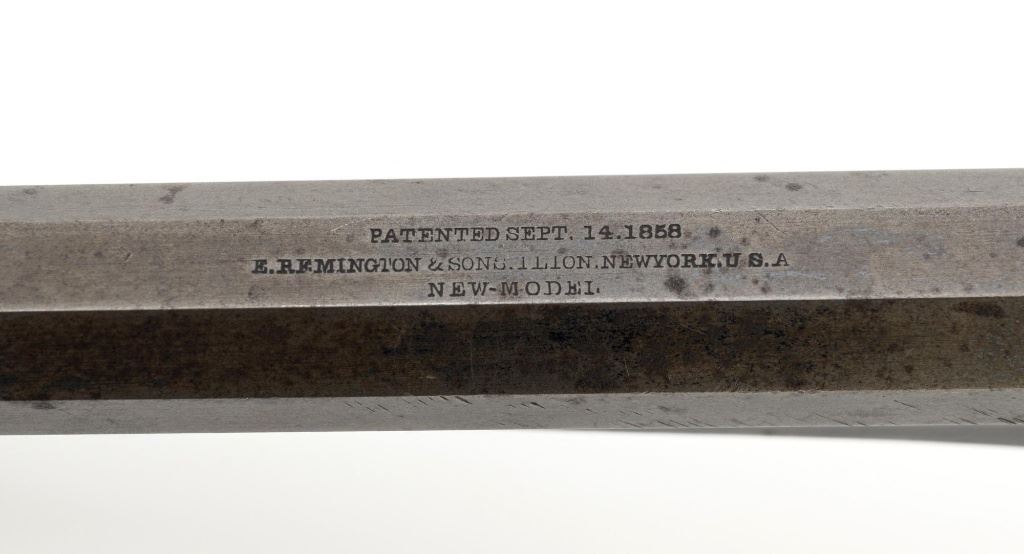 PATENTED SEPT. 14.1858
E.REMINGTON & SONS.ILION.NEWYORK.U.S.A
NEW-MODEL.